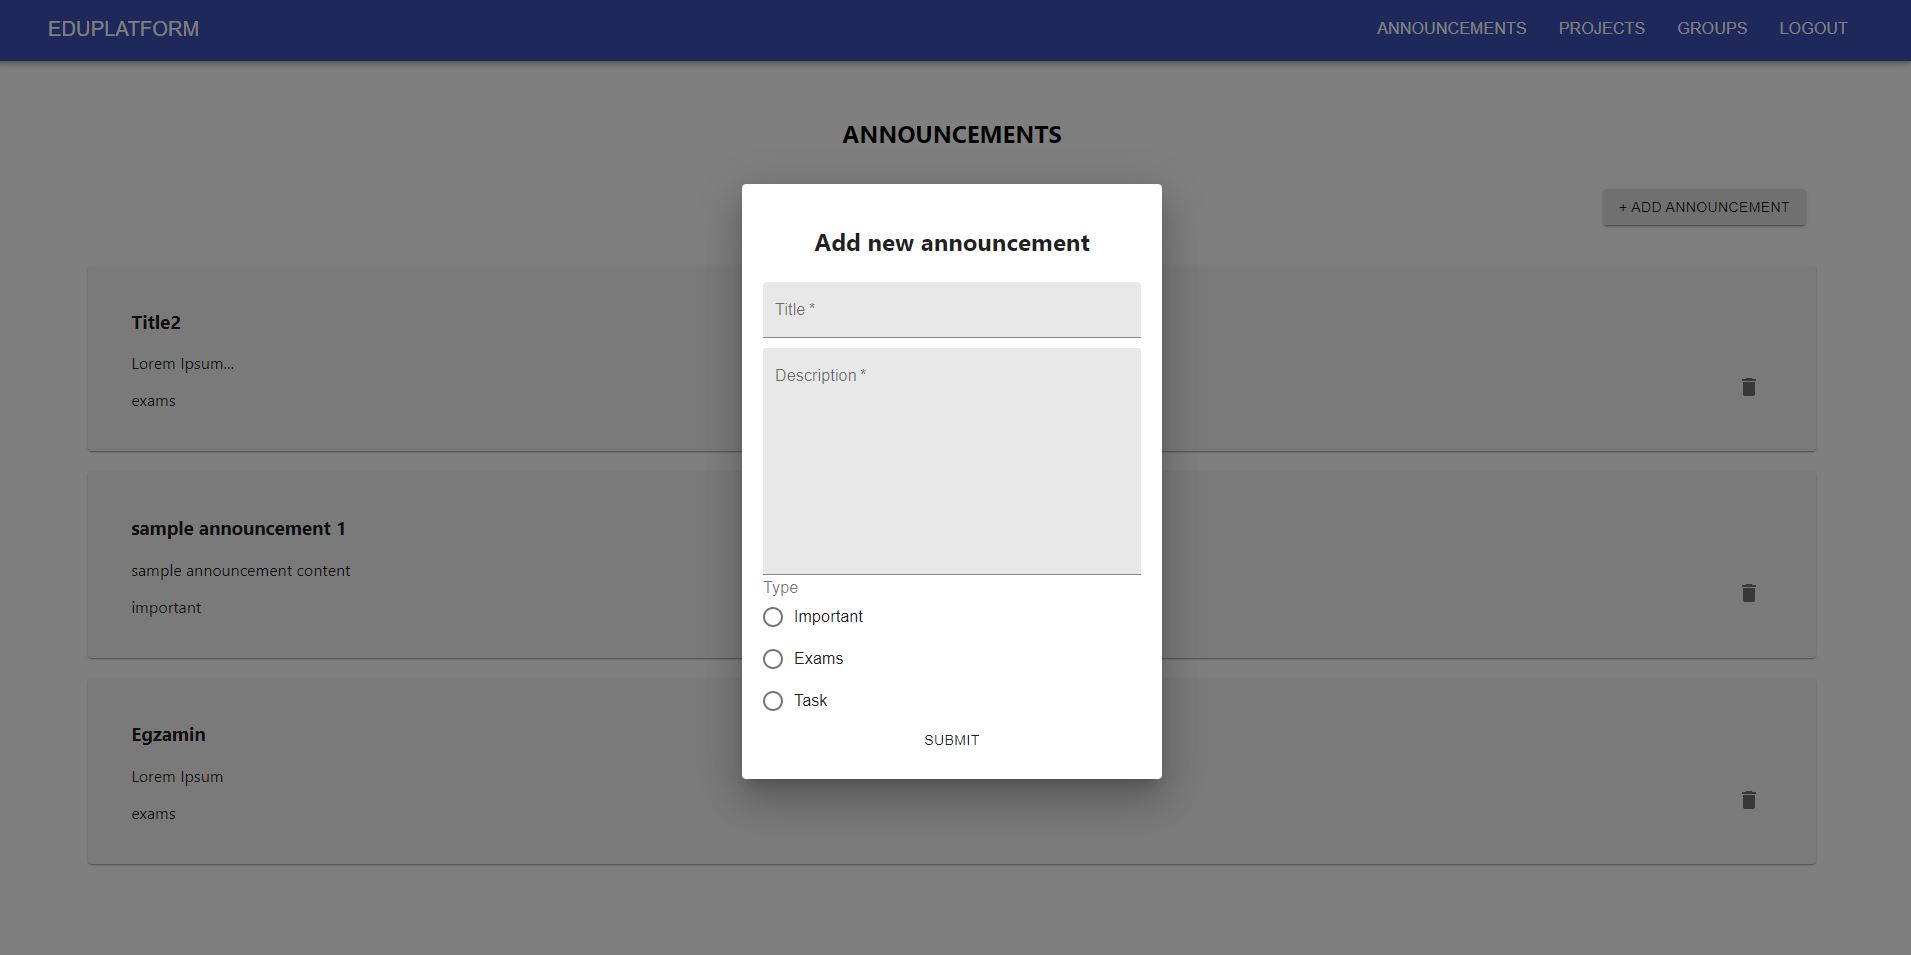 EDUPLATFORM
ANNOUNCEMENTS PROJECTS GROUPS LOGOUT
ANNOUNCEMENTS
+ ADD ANNOUNCEMENT
Add new announcement
Title *
Description *
Type
Important
Exams
Task
SUBMIT
Title2
Lorem Ipsum...
exams
sample announcement 1
sample announcement content
important
Egzamin
Lorem Ipsum
exams